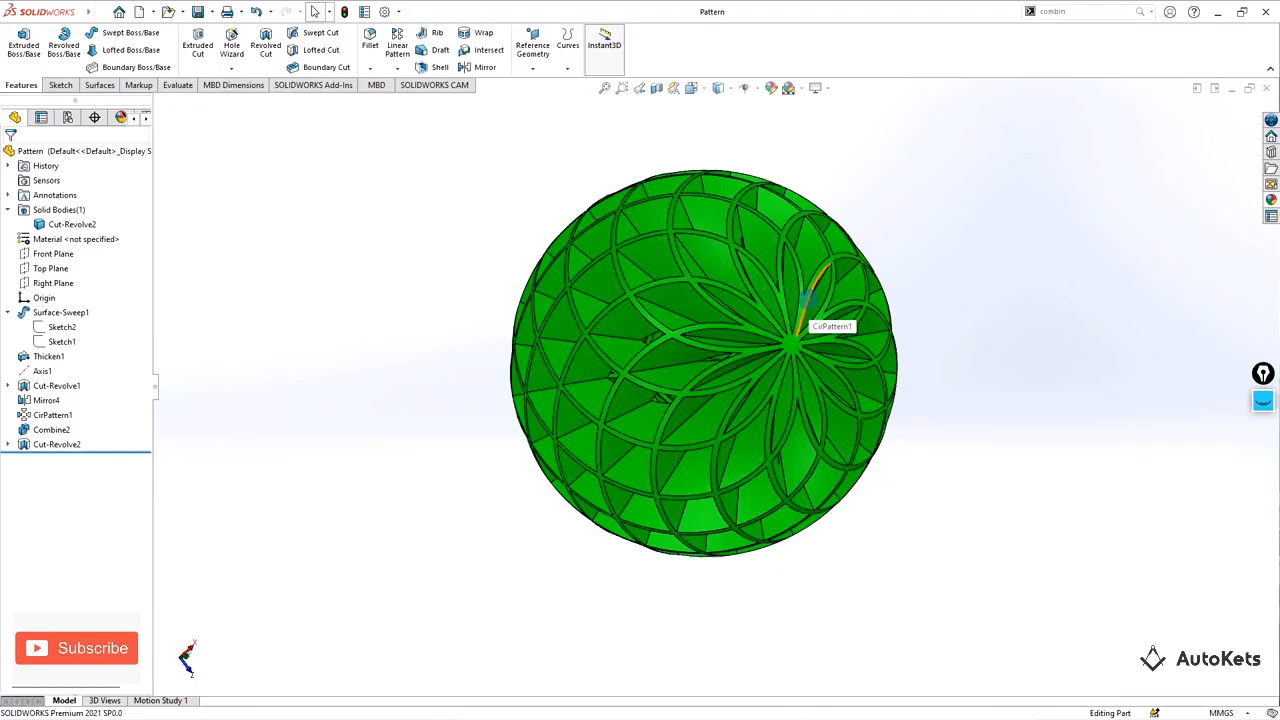 SOLIDWORKS
Pattern
combin
Extruded Boss/Base
Revolved Boss/Base
Swept Boss/Base
Lofted Boss/Base
Boundary Boss/Base
Extruded Cut
Hole Wizard
Revolved Cut
Swept Cut
Lofted Cut
Boundary Cut
Fillet
Linear Pattern
Rib
Draft
Shell
Wrap
Intersect
Mirror
Reference Geometry
Curves
Instant3D
Features
Sketch
Surfaces
Markup
Evaluate
MBD Dimensions
SOLIDWORKS Add-Ins
MBD
SOLIDWORKS CAM
Pattern (Default<<Default>_Display S
History
Sensors
Annotations
Solid Bodies(1)
Cut-Revolve2
Material <not specified>
Front Plane
Top Plane
Right Plane
Origin
Surface-Sweep1
Sketch2
Sketch1
Thicken1
Axis1
Cut-Revolve1
Mirror4
CirPattern1
Combine2
Cut-Revolve2
CirPattern1
Subscribe
AutoKets
X
Z
Model
3D Views
Motion Study 1
SOLIDWORKS Premium 2021 SP0.0
Editing Part
MMGS